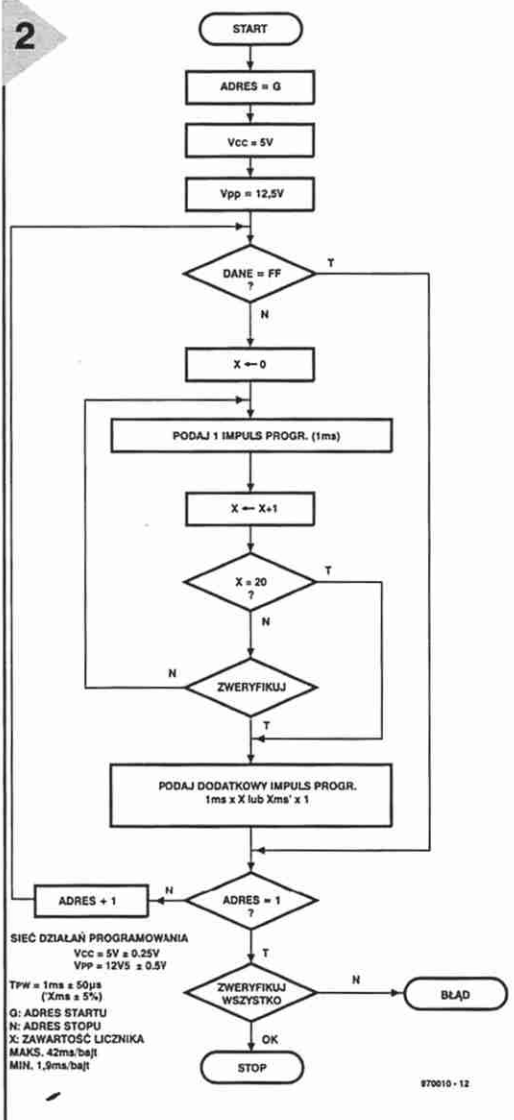 2
START
ADRES = G
Vcc = 5V
Vpp = 12,5V
DANE = FF
?
T
N
X ← 0
PODAJ 1 IMPULS PROGR. (1ms)
X ← X+1
X = 20
?
T
N
ZWERYFIKUJ
N
T
PODAJ DODATKOWY IMPULS PROGR.
1ms x X lub Xms' x 1
ADRES = 1
?
N
ADRES + 1
T
SIEĆ DZIAŁAŃ PROGRAMOWANIA
Vcc = 5V ± 0.25V
VPP = 12V5 ± 0.5V
TPW = 1ms ± 50µs
('Xms ± 5%)
G: ADRES STARTU
N: ADRES STOPU
X: ZAWARTOŚĆ LICZNIKA
MAKS. 42ms/bajt
MIN. 1,9ms/bajt
ZWERYFIKUJ
WSZYSTKO
N
BŁĄD
OK
STOP
870010 - 12